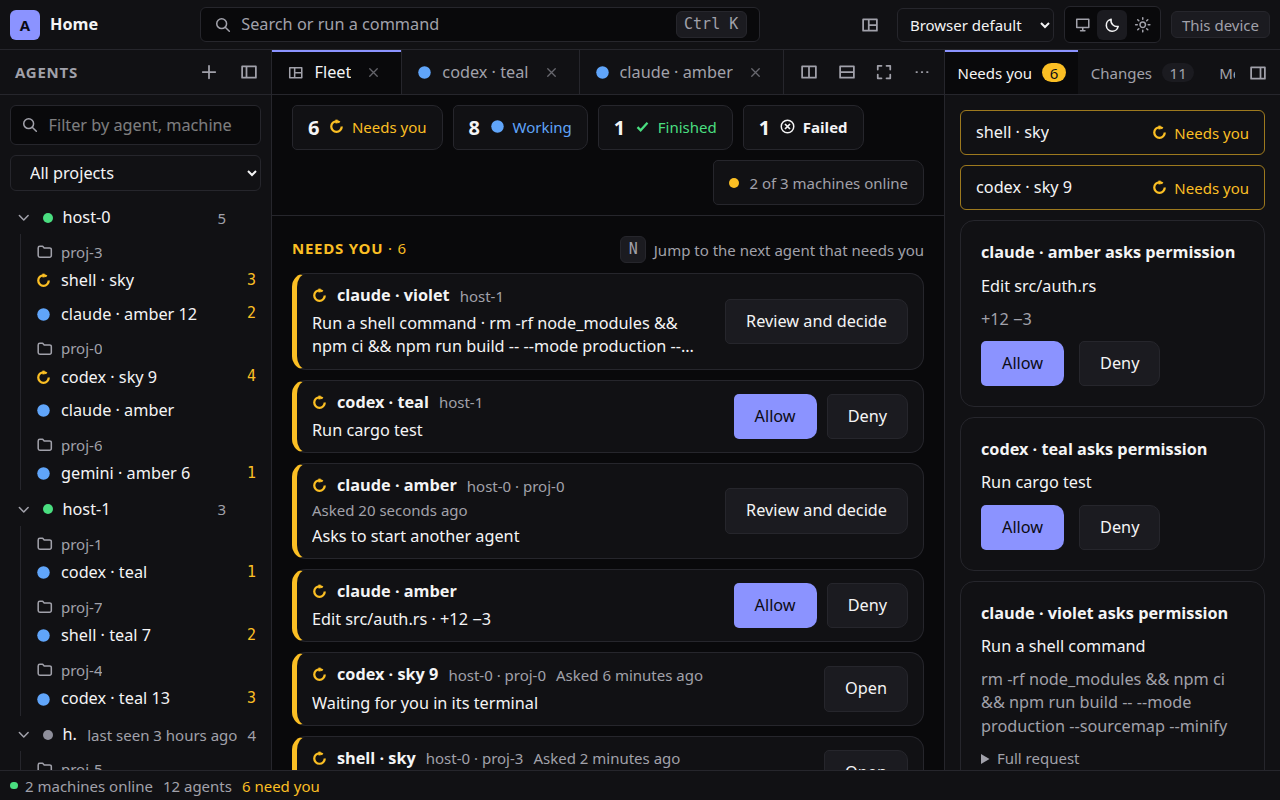 A Home
Search or run a command Ctrl K
Browser default
This device
AGENTS
Filter by agent, machine
All projects
host-0 5
proj-3
shell · sky 3
claude · amber 12 2
proj-0
codex · sky 9 4
claude · amber
proj-6
gemini · amber 6 1
host-1 3
proj-1
codex · teal 1
proj-7
shell · teal 7 2
proj-4
codex · teal 13 3
h. last seen 3 hours ago 4
proj-5
Fleet
codex · teal
claude · amber
6 Needs you
8 Working
1 Finished
1 Failed
2 of 3 machines online
NEEDS YOU · 6
N Jump to the next agent that needs you
claude · violet host-1
Run a shell command · rm -rf node_modules &&
npm ci && npm run build -- --mode production --...
Review and decide
codex · teal host-1
Run cargo test
Allow Deny
claude · amber host-0 · proj-0
Asked 20 seconds ago
Asks to start another agent
Review and decide
claude · amber
Edit src/auth.rs · +12 −3
Allow Deny
codex · sky 9 host-0 · proj-0 Asked 6 minutes ago
Waiting for you in its terminal
Open
shell · sky host-0 · proj-3 Asked 2 minutes ago
Open
Needs you 6
Changes 11
shell · sky Needs you
codex · sky 9 Needs you
claude · amber asks permission
Edit src/auth.rs
+12 −3
Allow Deny
codex · teal asks permission
Run cargo test
Allow Deny
claude · violet asks permission
Run a shell command
rm -rf node_modules && npm ci
&& npm run build -- --mode
production --sourcemap --minify
Full request
2 machines online 12 agents 6 need you